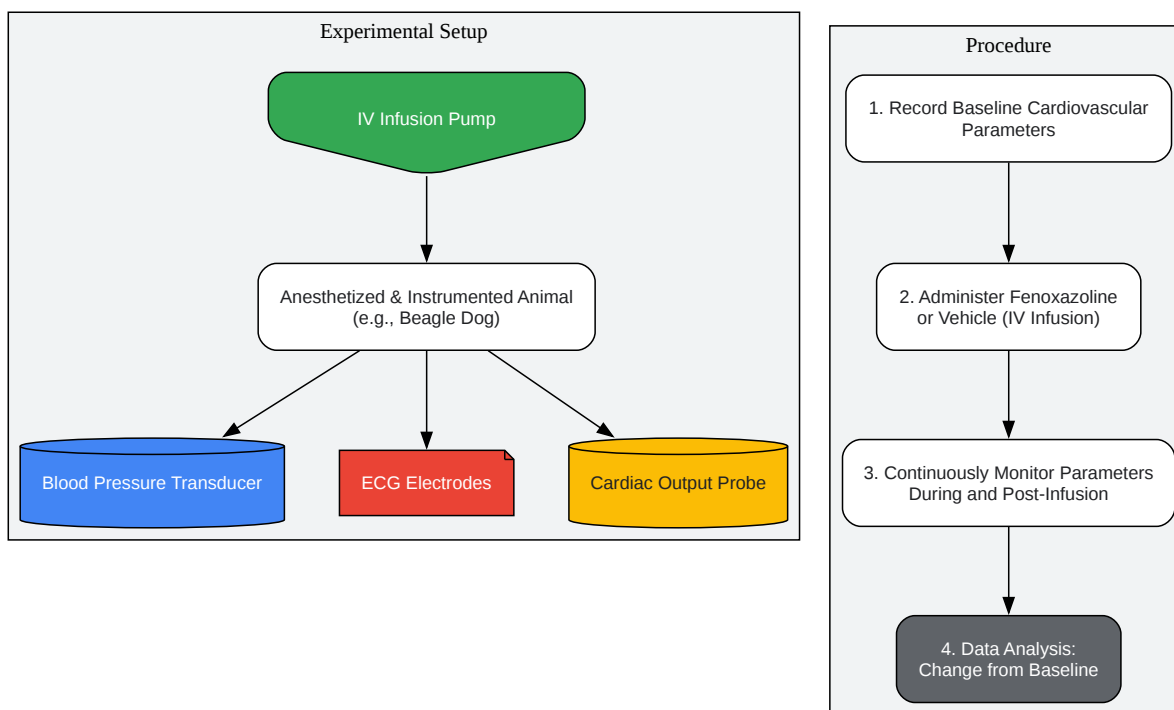 Experimental Setup
IV Infusion Pump
Anesthetized & Instrumented Animal
(e.g., Beagle Dog)
Blood Pressure Transducer
ECG Electrodes
Cardiac Output Probe
Procedure
1. Record Baseline Cardiovascular
Parameters
2. Administer Fenoxazoline
or Vehicle (IV Infusion)
3. Continuously Monitor Parameters
During and Post-Infusion
4. Data Analysis:
Change from Baseline